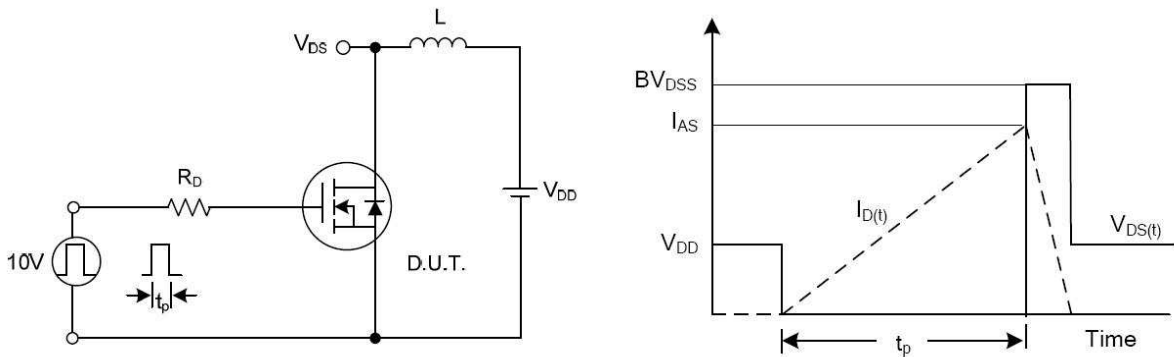 L
V_DS
R_D
V_DD
10V
t_p
D.U.T.
BV_DSS
I_AS
I_D(t)
V_DD
V_DS(t)
t_p
Time